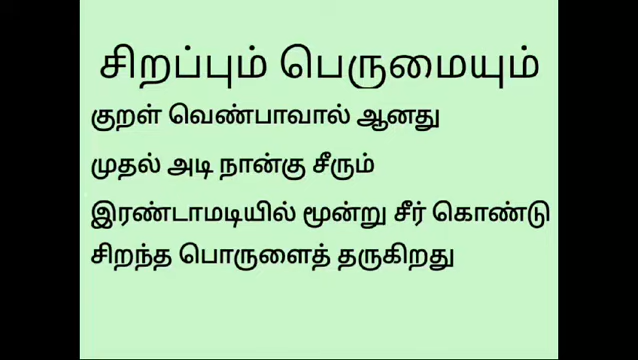 சிறப்பும் பெருமையும்
குறள் வெண்பாவால் ஆனது
முதல் அடி நான்கு சீரும்
இரண்டாமடியில் மூன்று சீர் கொண்டு
சிறந்த பொருளைத் தருகிறது